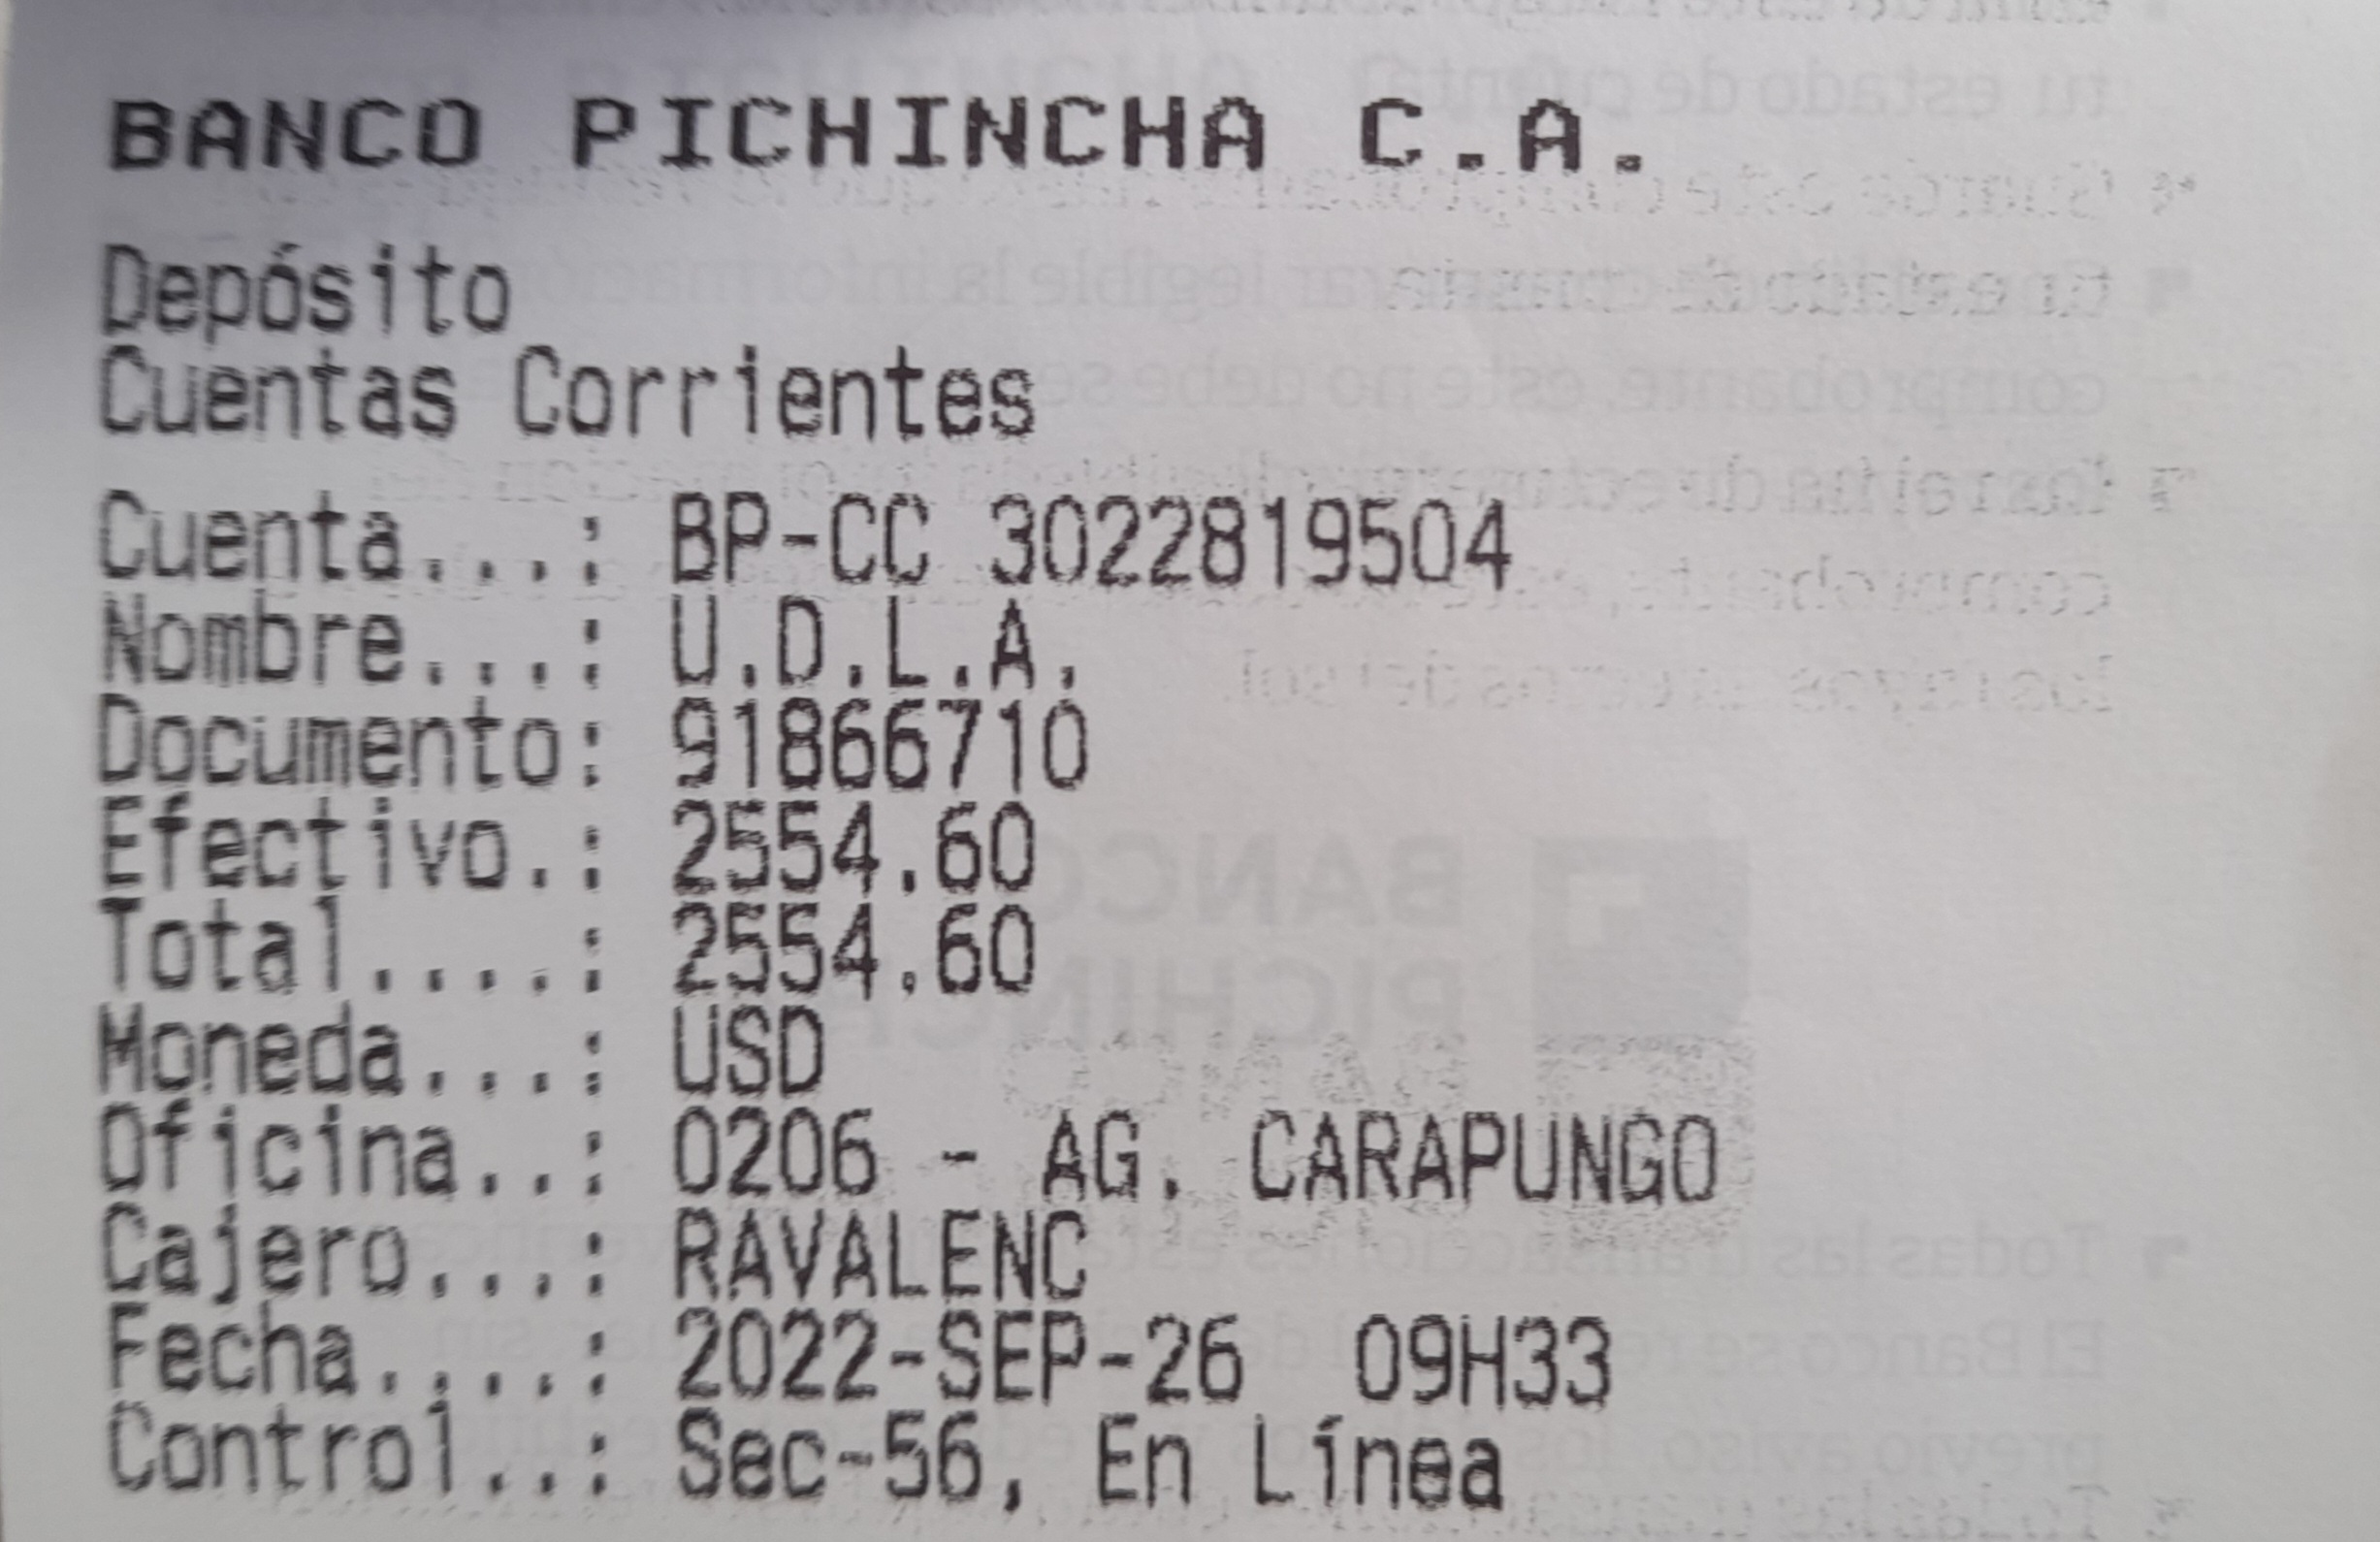 BANCO PICHINCHA C.A.
Depósito
Cuentas Corrientes
Cuenta...: BP-CC 3022819504
Nombre...: U.D.L.A.
Documento: 91866710
Efectivo.: 2554.60
Total....: 2554.60
Moneda...: USD
Oficina..: 0206 - AG. CARAPUNGO
Cajero...: RAVALENC
Fecha....: 2022-SEP-26 09H33
Control..: Sec-56, En Línea